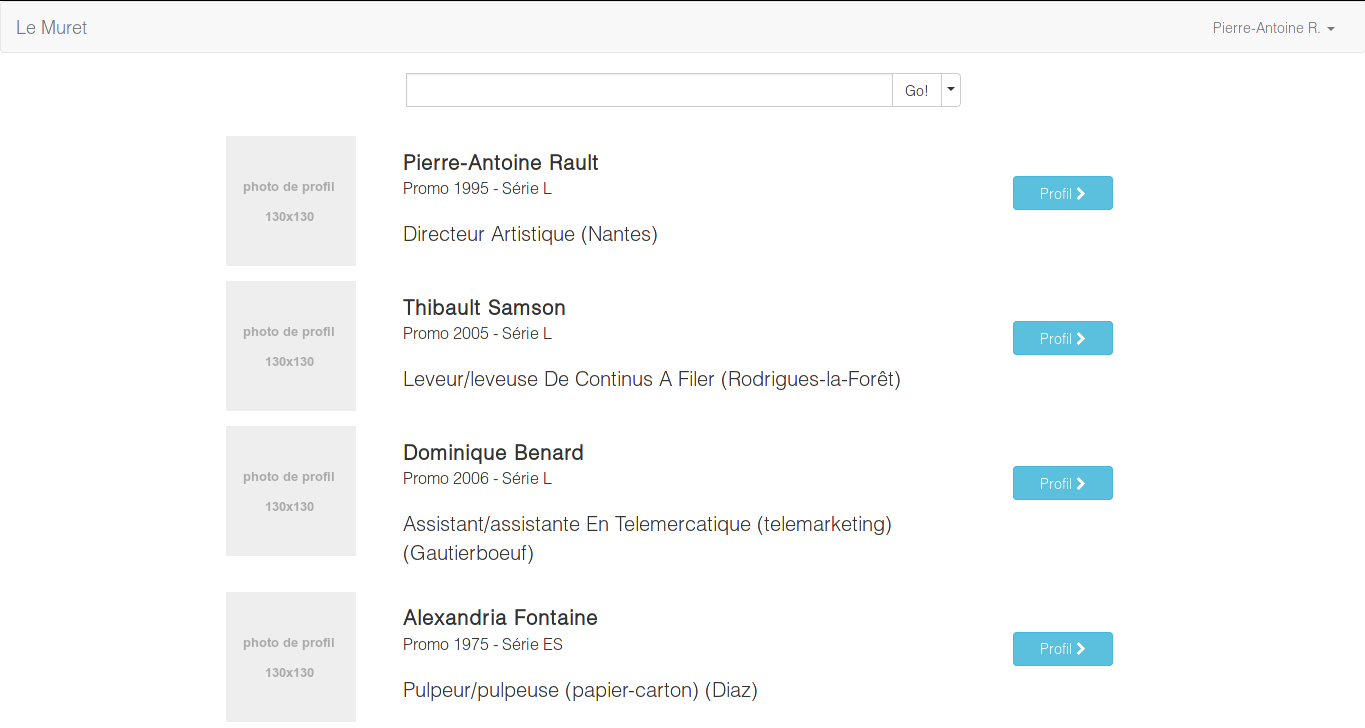 Le Muret
Pierre-Antoine R.
Go!
photo de profil
130x130
Pierre-Antoine Rault
Promo 1995 - Série L
Directeur Artistique (Nantes)
Profil
photo de profil
130x130
Thibault Samson
Promo 2005 - Série L
Leveur/leveuse De Continus A Filer (Rodrigues-la-Forêt)
Profil
photo de profil
130x130
Dominique Benard
Promo 2006 - Série L
Assistant/assistante En Telemercatique (telemarketing)
(Gautierboeuf)
Profil
photo de profil
130x130
Alexandria Fontaine
Promo 1975 - Série ES
Pulpeur/pulpeuse (papier-carton) (Diaz)
Profil